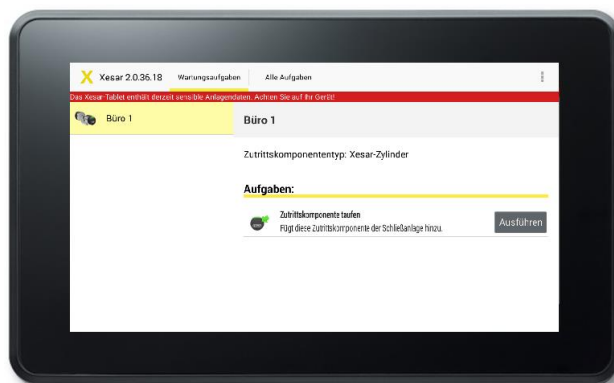 Xesar 2.0.36.18 Wartungsaufgaben Alle Aufgaben
Das Xesar-Tablet enthält derzeit sensible Anlagendaten. Achten Sie auf Ihr Gerät!
Büro 1
Büro 1
Zutrittskomponententyp: Xesar-Zylinder
Aufgaben:
Zutrittskomponente taufen
Fügt diese Zutrittskomponente der Schließanlage hinzu.
Ausführen